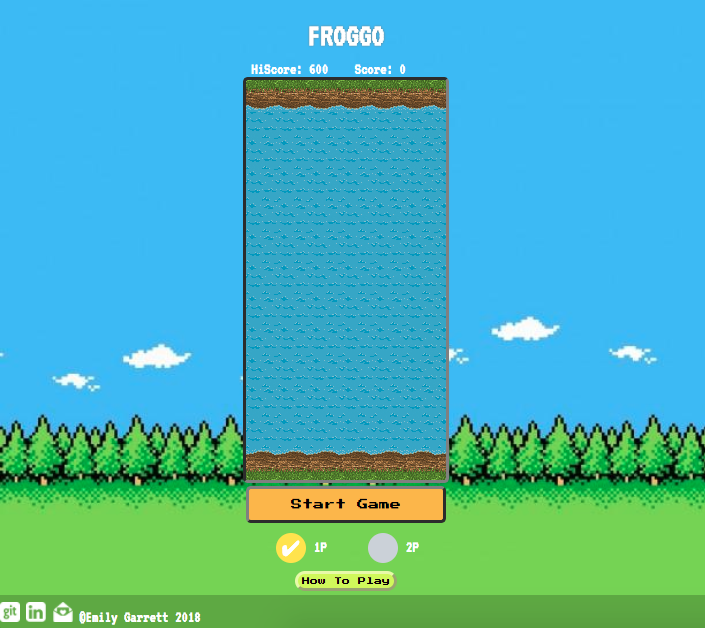 FROGGO
HiScore: 600 Score: 0
Start Game
1P 2P
How To Play
git in @Emily Garrett 2018